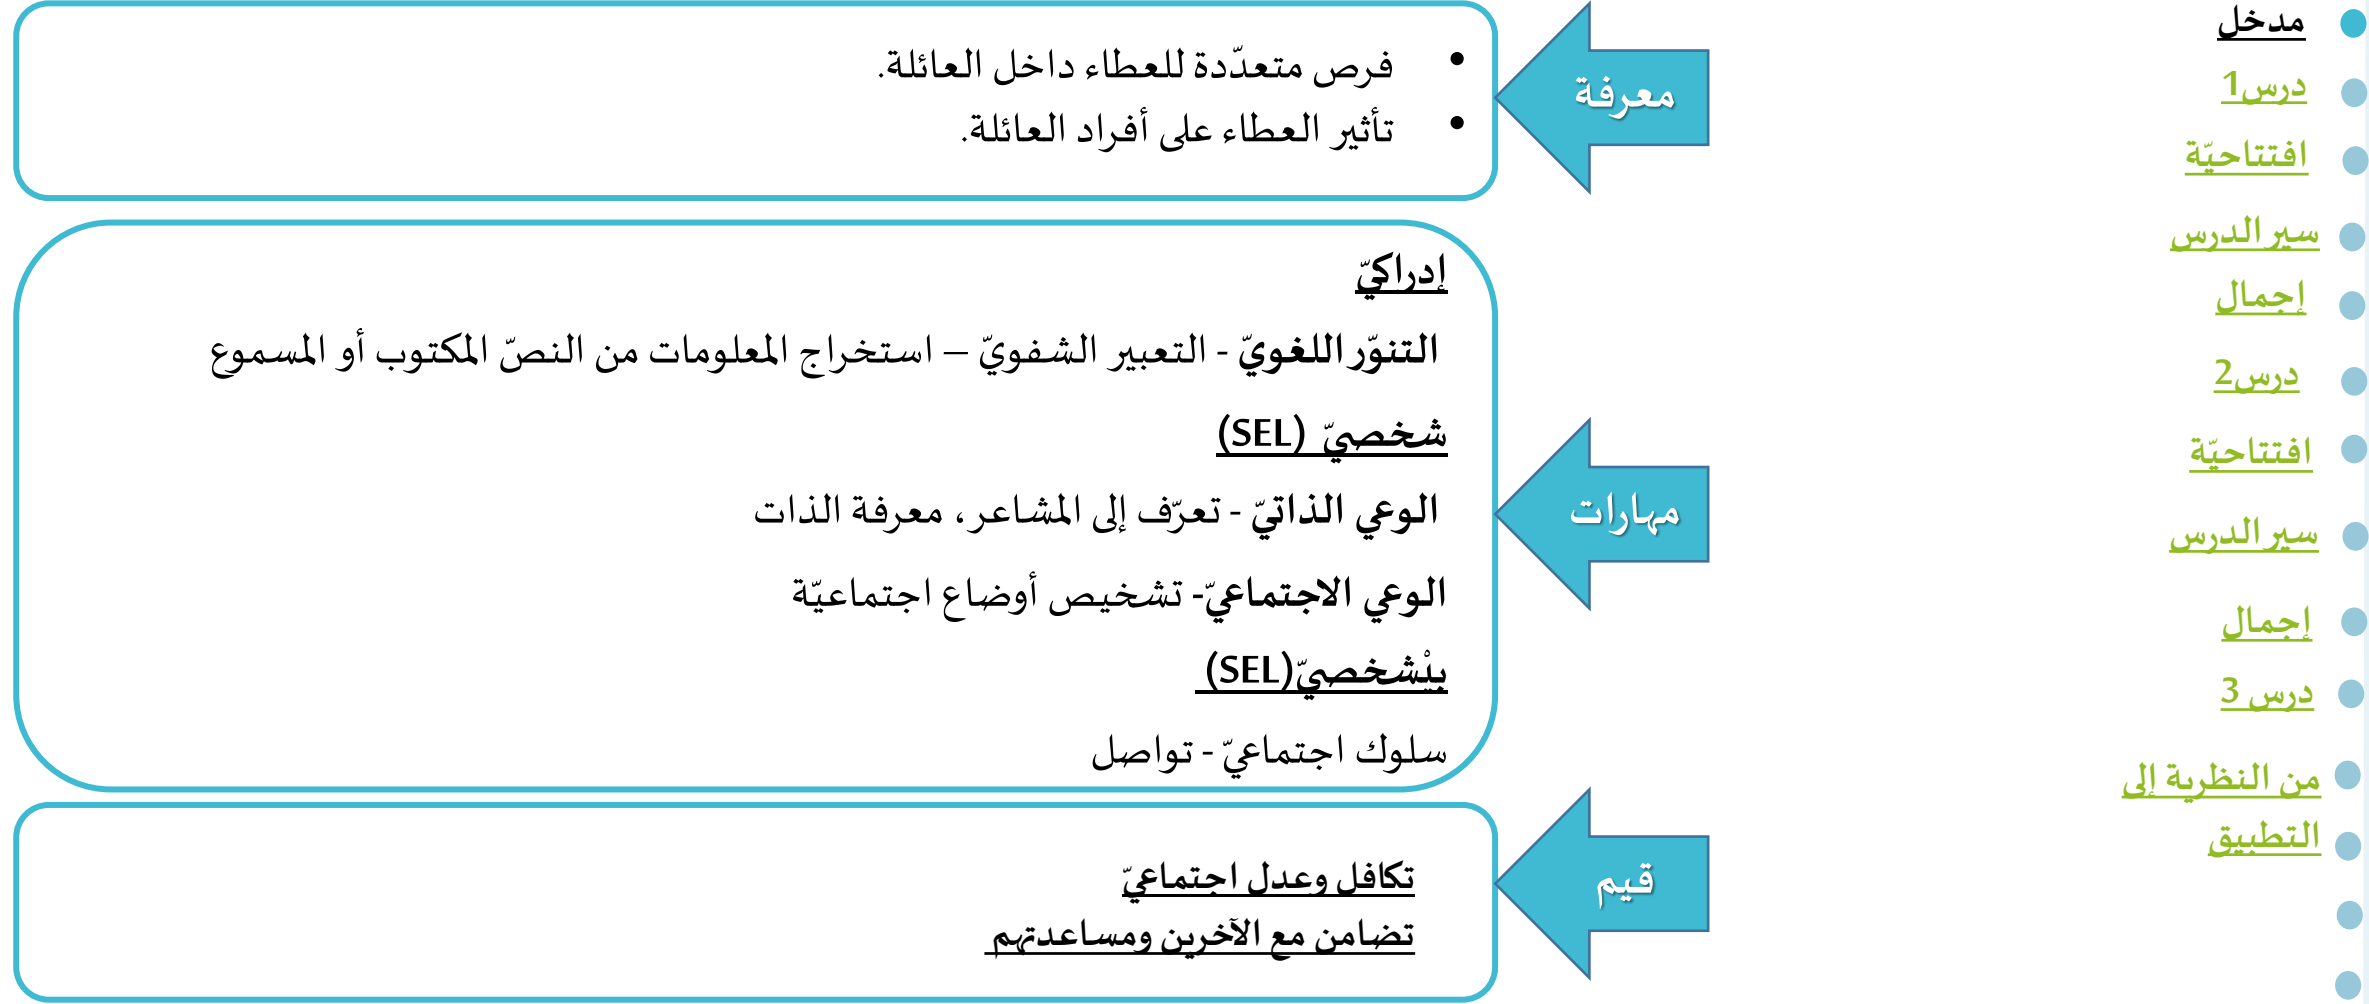 مدخل
درس1
افتتاحيّة
سير الدرس
إجمال
درس2
افتتاحيّة
سير الدرس
إجمال
درس 3
من النظرية إلى
التطبيق
معرفة
• فرص متعدّدة للعطاء داخل العائلة.
• تأثير العطاء على أفراد العائلة.
مهارات
إدراكيّ
التنوّر اللغويّ - التعبير الشفويّ – استخراج المعلومات من النصّ المكتوب أو المسموع
شخصيّ (SEL)
الوعي الذاتيّ - تعرّف إلى المشاعر، معرفة الذات
الوعي الاجتماعيّ- تشخيص أوضاع اجتماعيّة
بيْشخصيّ(SEL)
سلوك اجتماعيّ - تواصل
قيم
تكافل وعدل اجتماعيّ
تضامن مع الآخرين ومساعدتهم